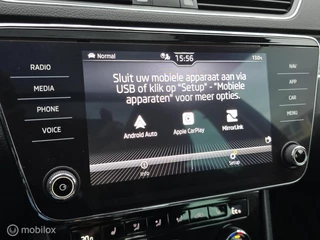 RADIO
MEDIA
PHONE
VOICE
Normal
15:56
Sluit uw mobiele apparaat aan via
USB of klik op "Setup" - "Mobiele
apparaten" voor meer opties.
Android Auto
Apple CarPlay
MirrorLink
Info
Setup
NAV
APP
CAR
MENU
mobilox